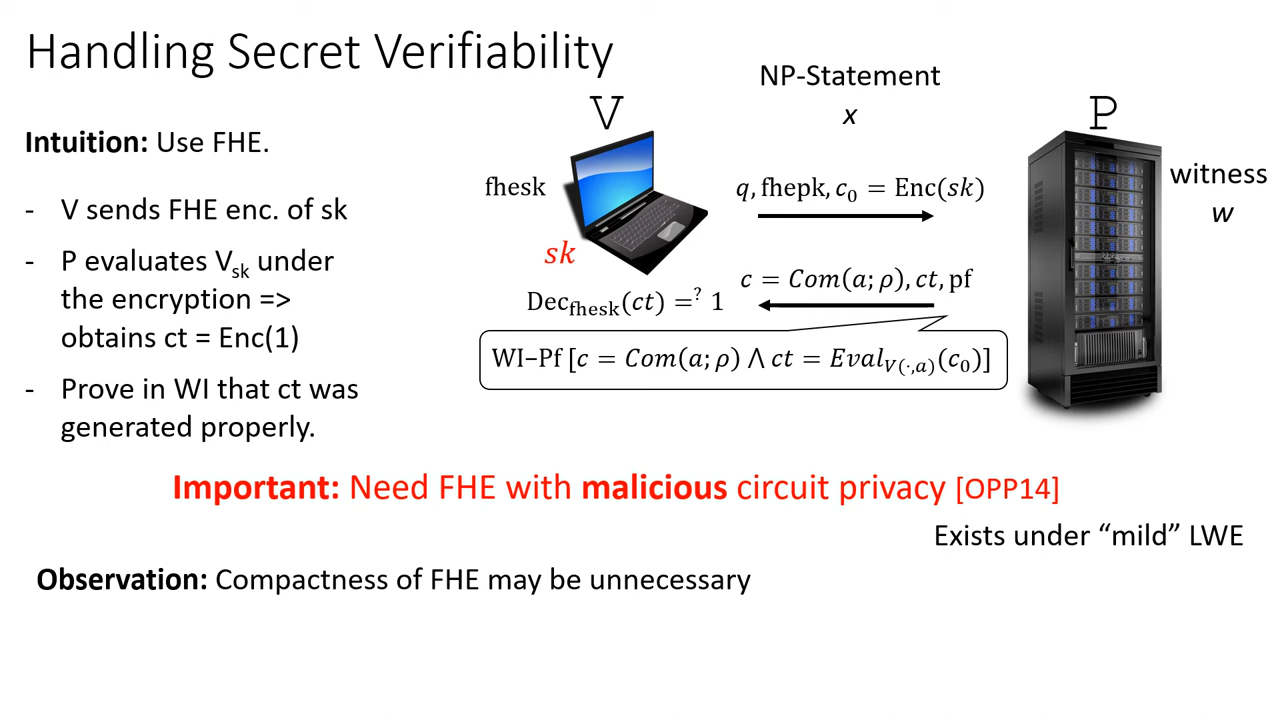 Handling Secret Verifiability
NP-Statement
x
V
P
Intuition: Use FHE.
fhesk
q, fhepk, c₀ = Enc(sk)
witness
w
- V sends FHE enc. of sk
sk
- P evaluates Vsk under
the encryption =>
obtains ct = Enc(1)
c = Com(a; ρ), ct, pf
Decfhesk(ct) =? 1
WI–Pf [c = Com(a; ρ) ∧ ct = EvalV(·,a)(c₀)]
- Prove in WI that ct was
generated properly.
Important: Need FHE with malicious circuit privacy [OPP14]
Exists under “mild” LWE
Observation: Compactness of FHE may be unnecessary